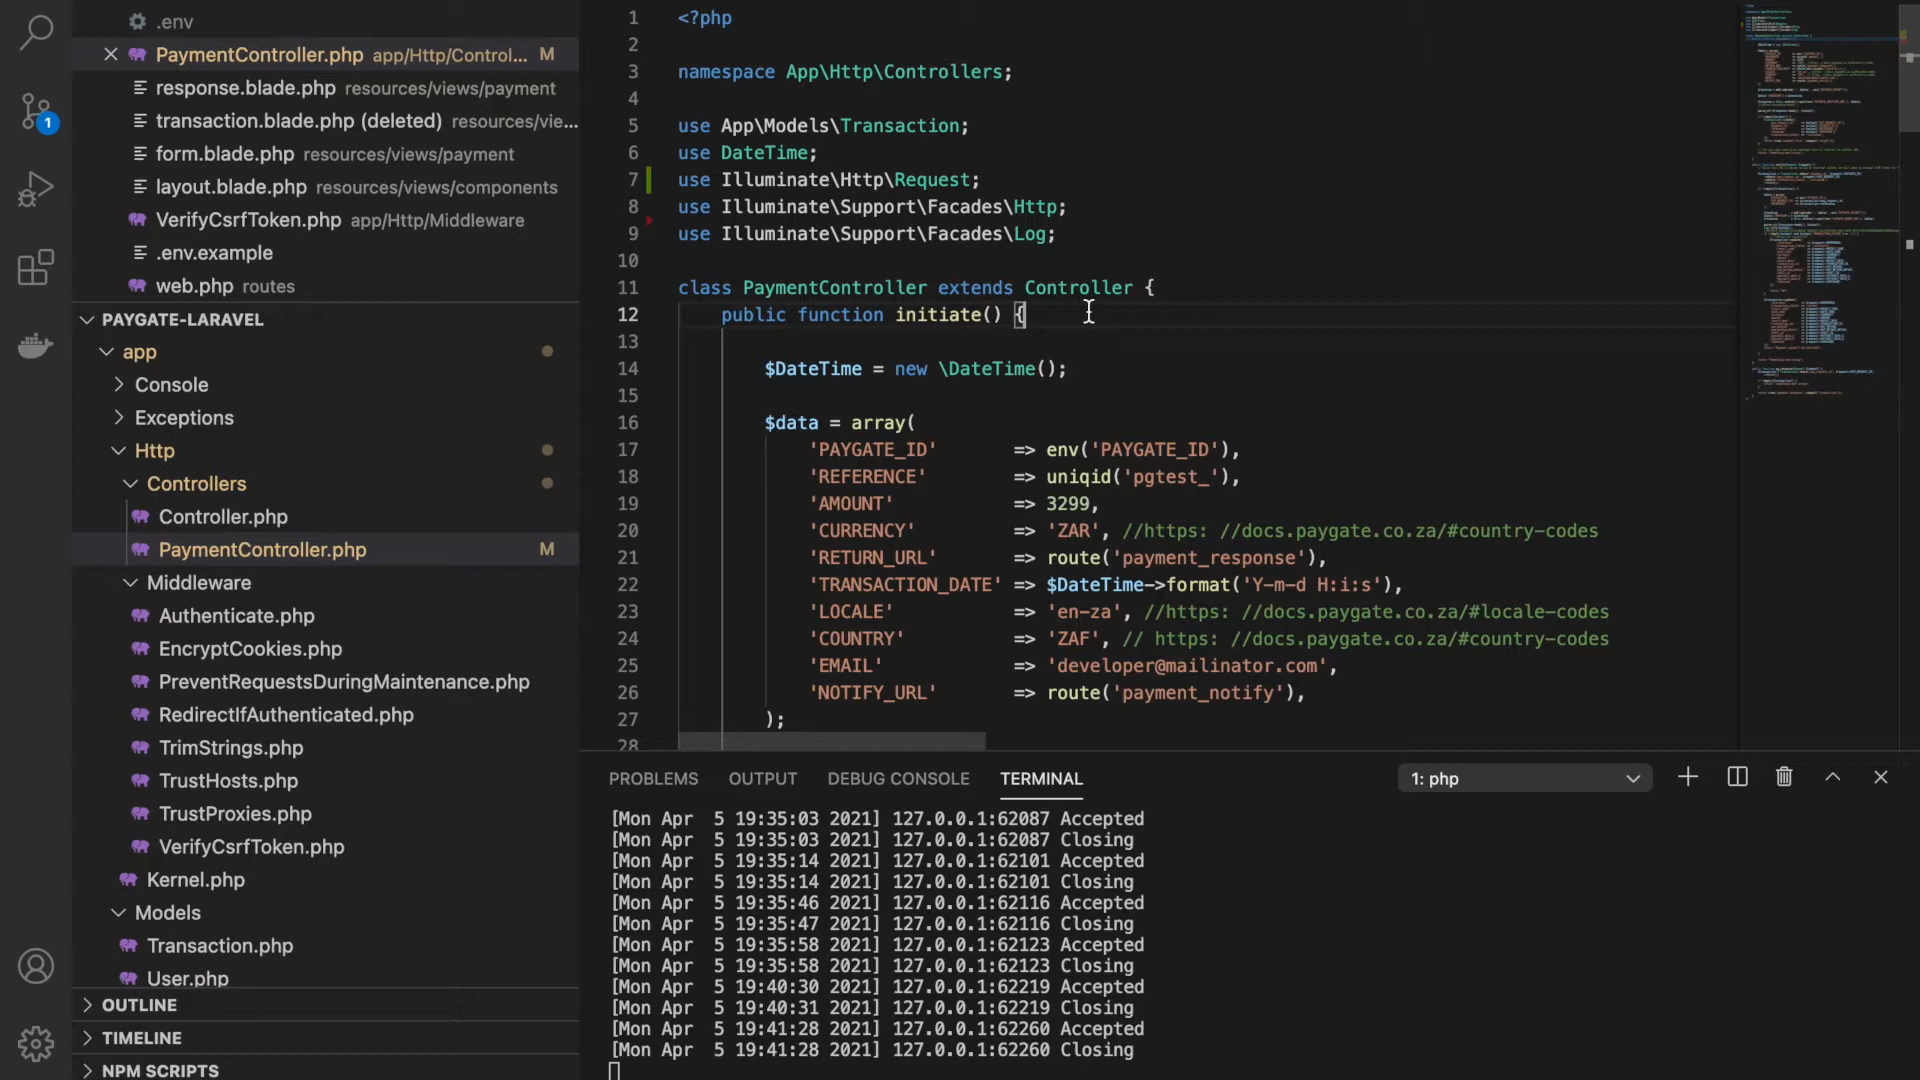 .env
PaymentController.php app/Http/Control... M
response.blade.php resources/views/payment
transaction.blade.php (deleted) resources/vie...
form.blade.php resources/views/payment
layout.blade.php resources/views/components
VerifyCsrfToken.php app/Http/Middleware
.env.example
web.php routes
1
PAYGATE-LARAVEL
app
Console
Exceptions
Http
Controllers
Controller.php
PaymentController.php M
Middleware
Authenticate.php
EncryptCookies.php
PreventRequestsDuringMaintenance.php
RedirectIfAuthenticated.php
TrimStrings.php
TrustHosts.php
TrustProxies.php
VerifyCsrfToken.php
Kernel.php
Models
Transaction.php
User.php
OUTLINE
TIMELINE
NPM SCRIPTS
1 <?php
2
3 namespace App\Http\Controllers;
4
5 use App\Models\Transaction;
6 use DateTime;
7 use Illuminate\Http\Request;
8 use Illuminate\Support\Facades\Http;
9 use Illuminate\Support\Facades\Log;
10
11 class PaymentController extends Controller {
12 public function initiate() {
13
14 $DateTime = new \DateTime();
15
16 $data = array(
17 'PAYGATE_ID' => env('PAYGATE_ID'),
18 'REFERENCE' => uniqid('pgtest_'),
19 'AMOUNT' => 3299,
20 'CURRENCY' => 'ZAR', //https: //docs.paygate.co.za/#country-codes
21 'RETURN_URL' => route('payment_response'),
22 'TRANSACTION_DATE' => $DateTime->format('Y-m-d H:i:s'),
23 'LOCALE' => 'en-za', //https: //docs.paygate.co.za/#locale-codes
24 'COUNTRY' => 'ZAF', // https: //docs.paygate.co.za/#country-codes
25 'EMAIL' => 'developer@mailinator.com',
26 'NOTIFY_URL' => route('payment_notify'),
27 );
28
PROBLEMS OUTPUT DEBUG CONSOLE TERMINAL 1: php
[Mon Apr  5 19:35:03 2021] 127.0.0.1:62087 Accepted
[Mon Apr  5 19:35:03 2021] 127.0.0.1:62087 Closing
[Mon Apr  5 19:35:14 2021] 127.0.0.1:62101 Accepted
[Mon Apr  5 19:35:14 2021] 127.0.0.1:62101 Closing
[Mon Apr  5 19:35:46 2021] 127.0.0.1:62116 Accepted
[Mon Apr  5 19:35:47 2021] 127.0.0.1:62116 Closing
[Mon Apr  5 19:35:58 2021] 127.0.0.1:62123 Accepted
[Mon Apr  5 19:35:58 2021] 127.0.0.1:62123 Closing
[Mon Apr  5 19:40:30 2021] 127.0.0.1:62219 Accepted
[Mon Apr  5 19:40:31 2021] 127.0.0.1:62219 Closing
[Mon Apr  5 19:41:28 2021] 127.0.0.1:62260 Accepted
[Mon Apr  5 19:41:28 2021] 127.0.0.1:62260 Closing